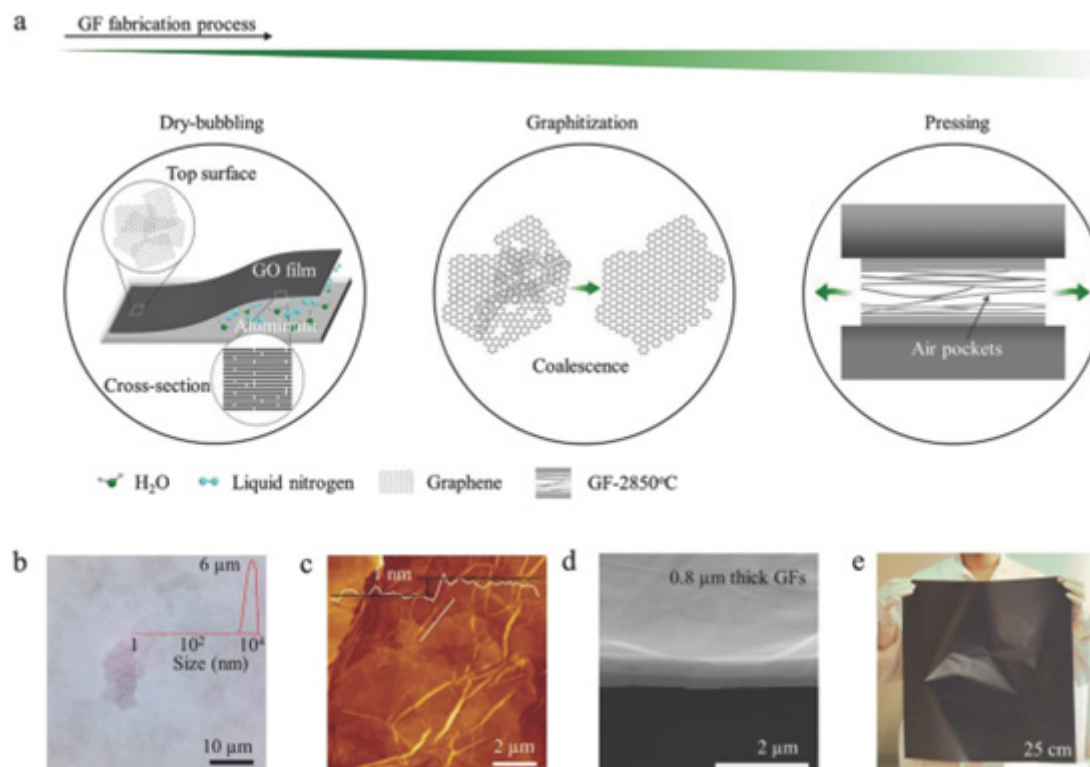 a
GF fabrication process
Dry-bubbling
Graphitization
Pressing
Top surface
GO film
Aluminum
Cross-section
Coalescence
Air pockets
H₂O
Liquid nitrogen
Graphene
GF-2850°C
b
6 μm
1 10² 10⁴
Size (nm)
10 μm
c
1 nm
2 μm
d
0.8 μm thick GFs
2 μm
e
25 cm